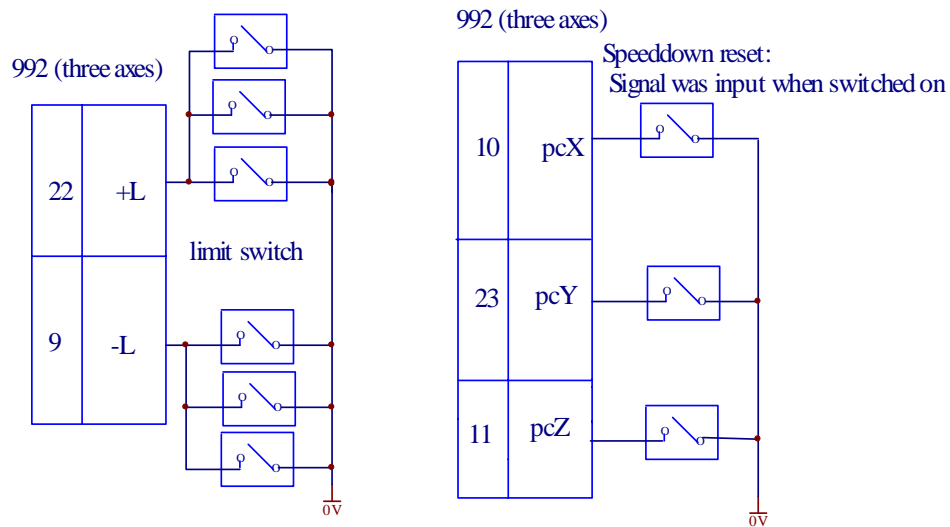 992 (three axes)
22 +L
limit switch
9 -L
0V
992 (three axes)
Speeddown reset:
Signal was input when switched on
10 pcX
23 pcY
11 pcZ
0V